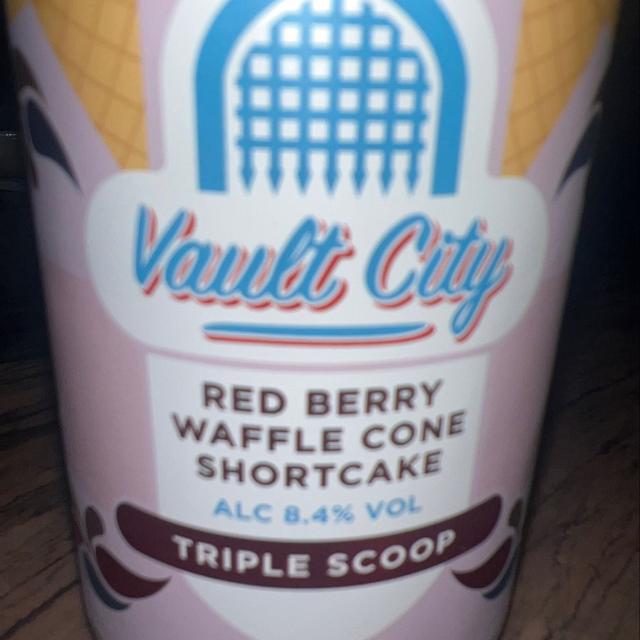 Vault City
RED BERRY
WAFFLE CONE
SHORTCAKE
ALC 8.4% VOL
TRIPLE SCOOP